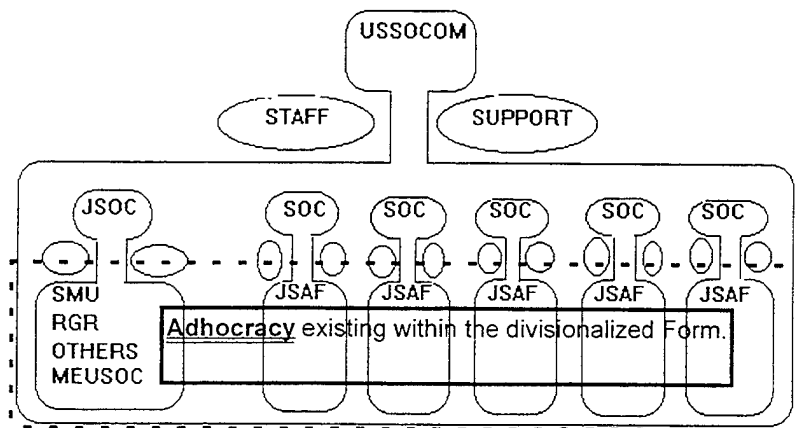 USSOCOM
STAFF SUPPORT
JSOC SOC SOC SOC SOC SOC
SMU JSAF JSAF JSAF JSAF JSAF
RGR
Adhocracy existing within the divisionalized Form.
OTHERS
MEUSOC